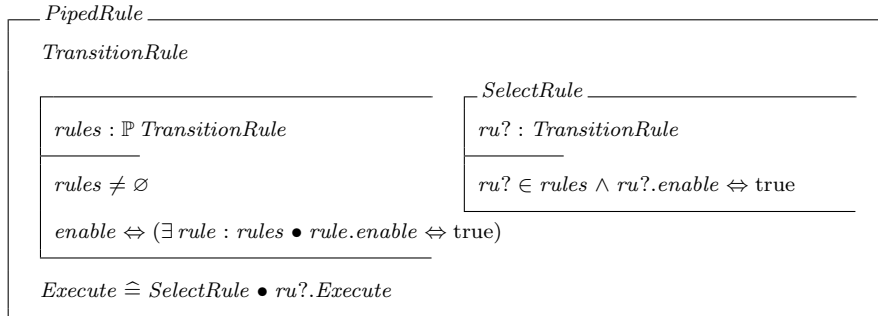 PipedRule
TransitionRule
rules : ℙ TransitionRule
rules ≠ ∅
enable ⇔ (∃ rule : rules • rule.enable ⇔ true)
SelectRule
ru? : TransitionRule
ru? ∈ rules ∧ ru?.enable ⇔ true
Execute ≙ SelectRule • ru?.Execute